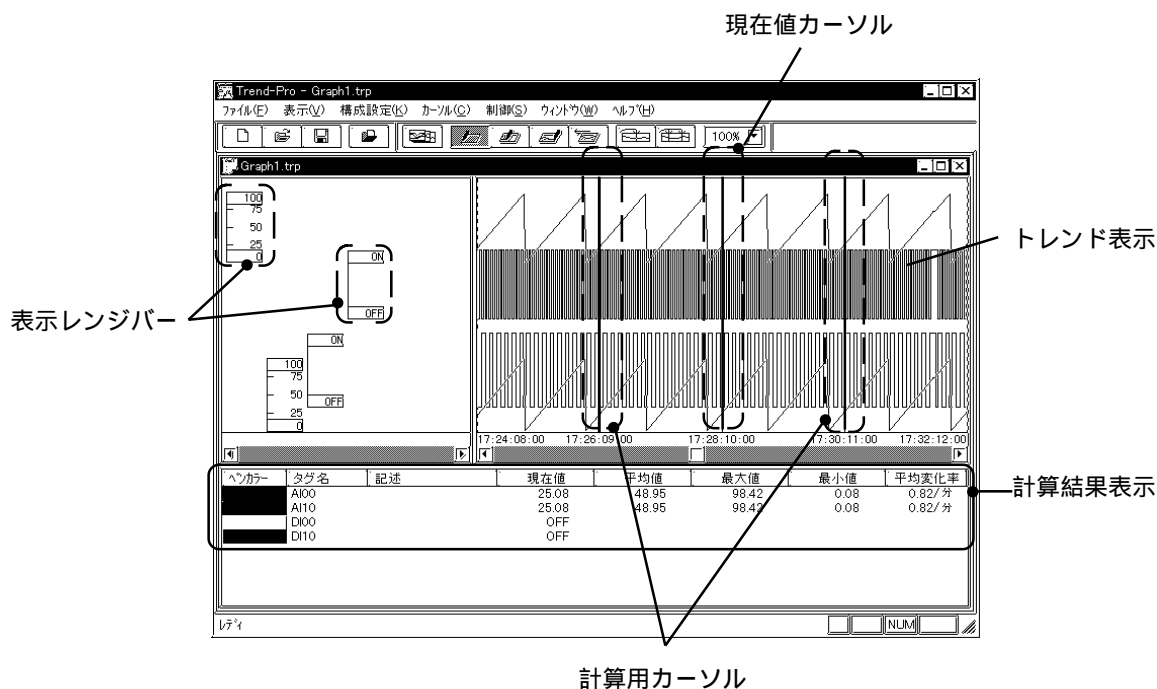 現在値カーソル
Trend-Pro - Graph1.trp
ファイル(F) 表示(V) 構成設定(K) カーソル(C) 制御(S) ウィンドウ(W) ヘルプ(H)
100%
Graph1.trp
100
75
50
25
0
ON
OFF
ON
OFF
100
75
50
25
0
トレンド表示
表示レンジバー
17:24:08:00 17:26:09:00 17:28:10:00 17:30:11:00 17:32:12:00
ペンカラー タグ名 記述 現在値 平均値 最大値 最小値 平均変化率
AI00 25.08 48.95 98.42 0.08 0.82/分
AI10 25.08 48.95 98.42 0.08 0.82/分
DI00 OFF
DI10 OFF
計算結果表示
レディ NUM
計算用カーソル